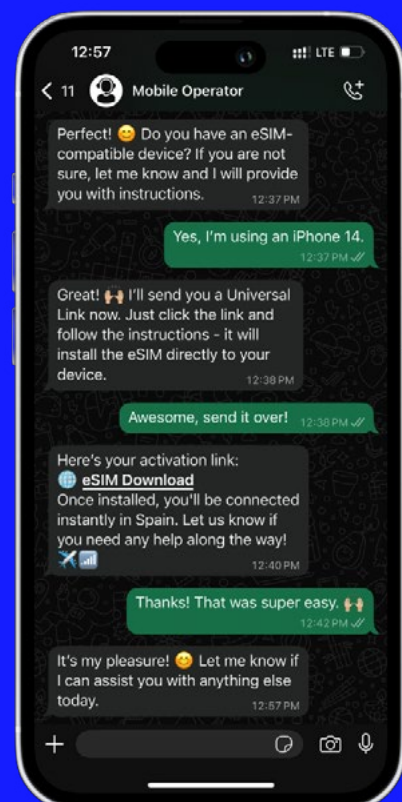 12:57
LTE
11
Mobile Operator
Perfect! 😊 Do you have an eSIM-
compatible device? If you are not
sure, let me know and I will provide
you with instructions.
12:37 PM
Yes, I'm using an iPhone 14.
12:37 PM
Great! 🙌🏼 I'll send you a Universal
Link now. Just click the link and
follow the instructions - it will
install the eSIM directly to your
device.
12:38 PM
Awesome, send it over! 12:38 PM
Here's your activation link:
🌐 eSIM Download
Once installed, you'll be connected
instantly in Spain. Let us know if
you need any help along the way!
✈️📶
12:40 PM
Thanks! That was super easy. 🙌🏼
12:42 PM
It's my pleasure! 😊 Let me know if
I can assist you with anything else
today.
12:57 PM